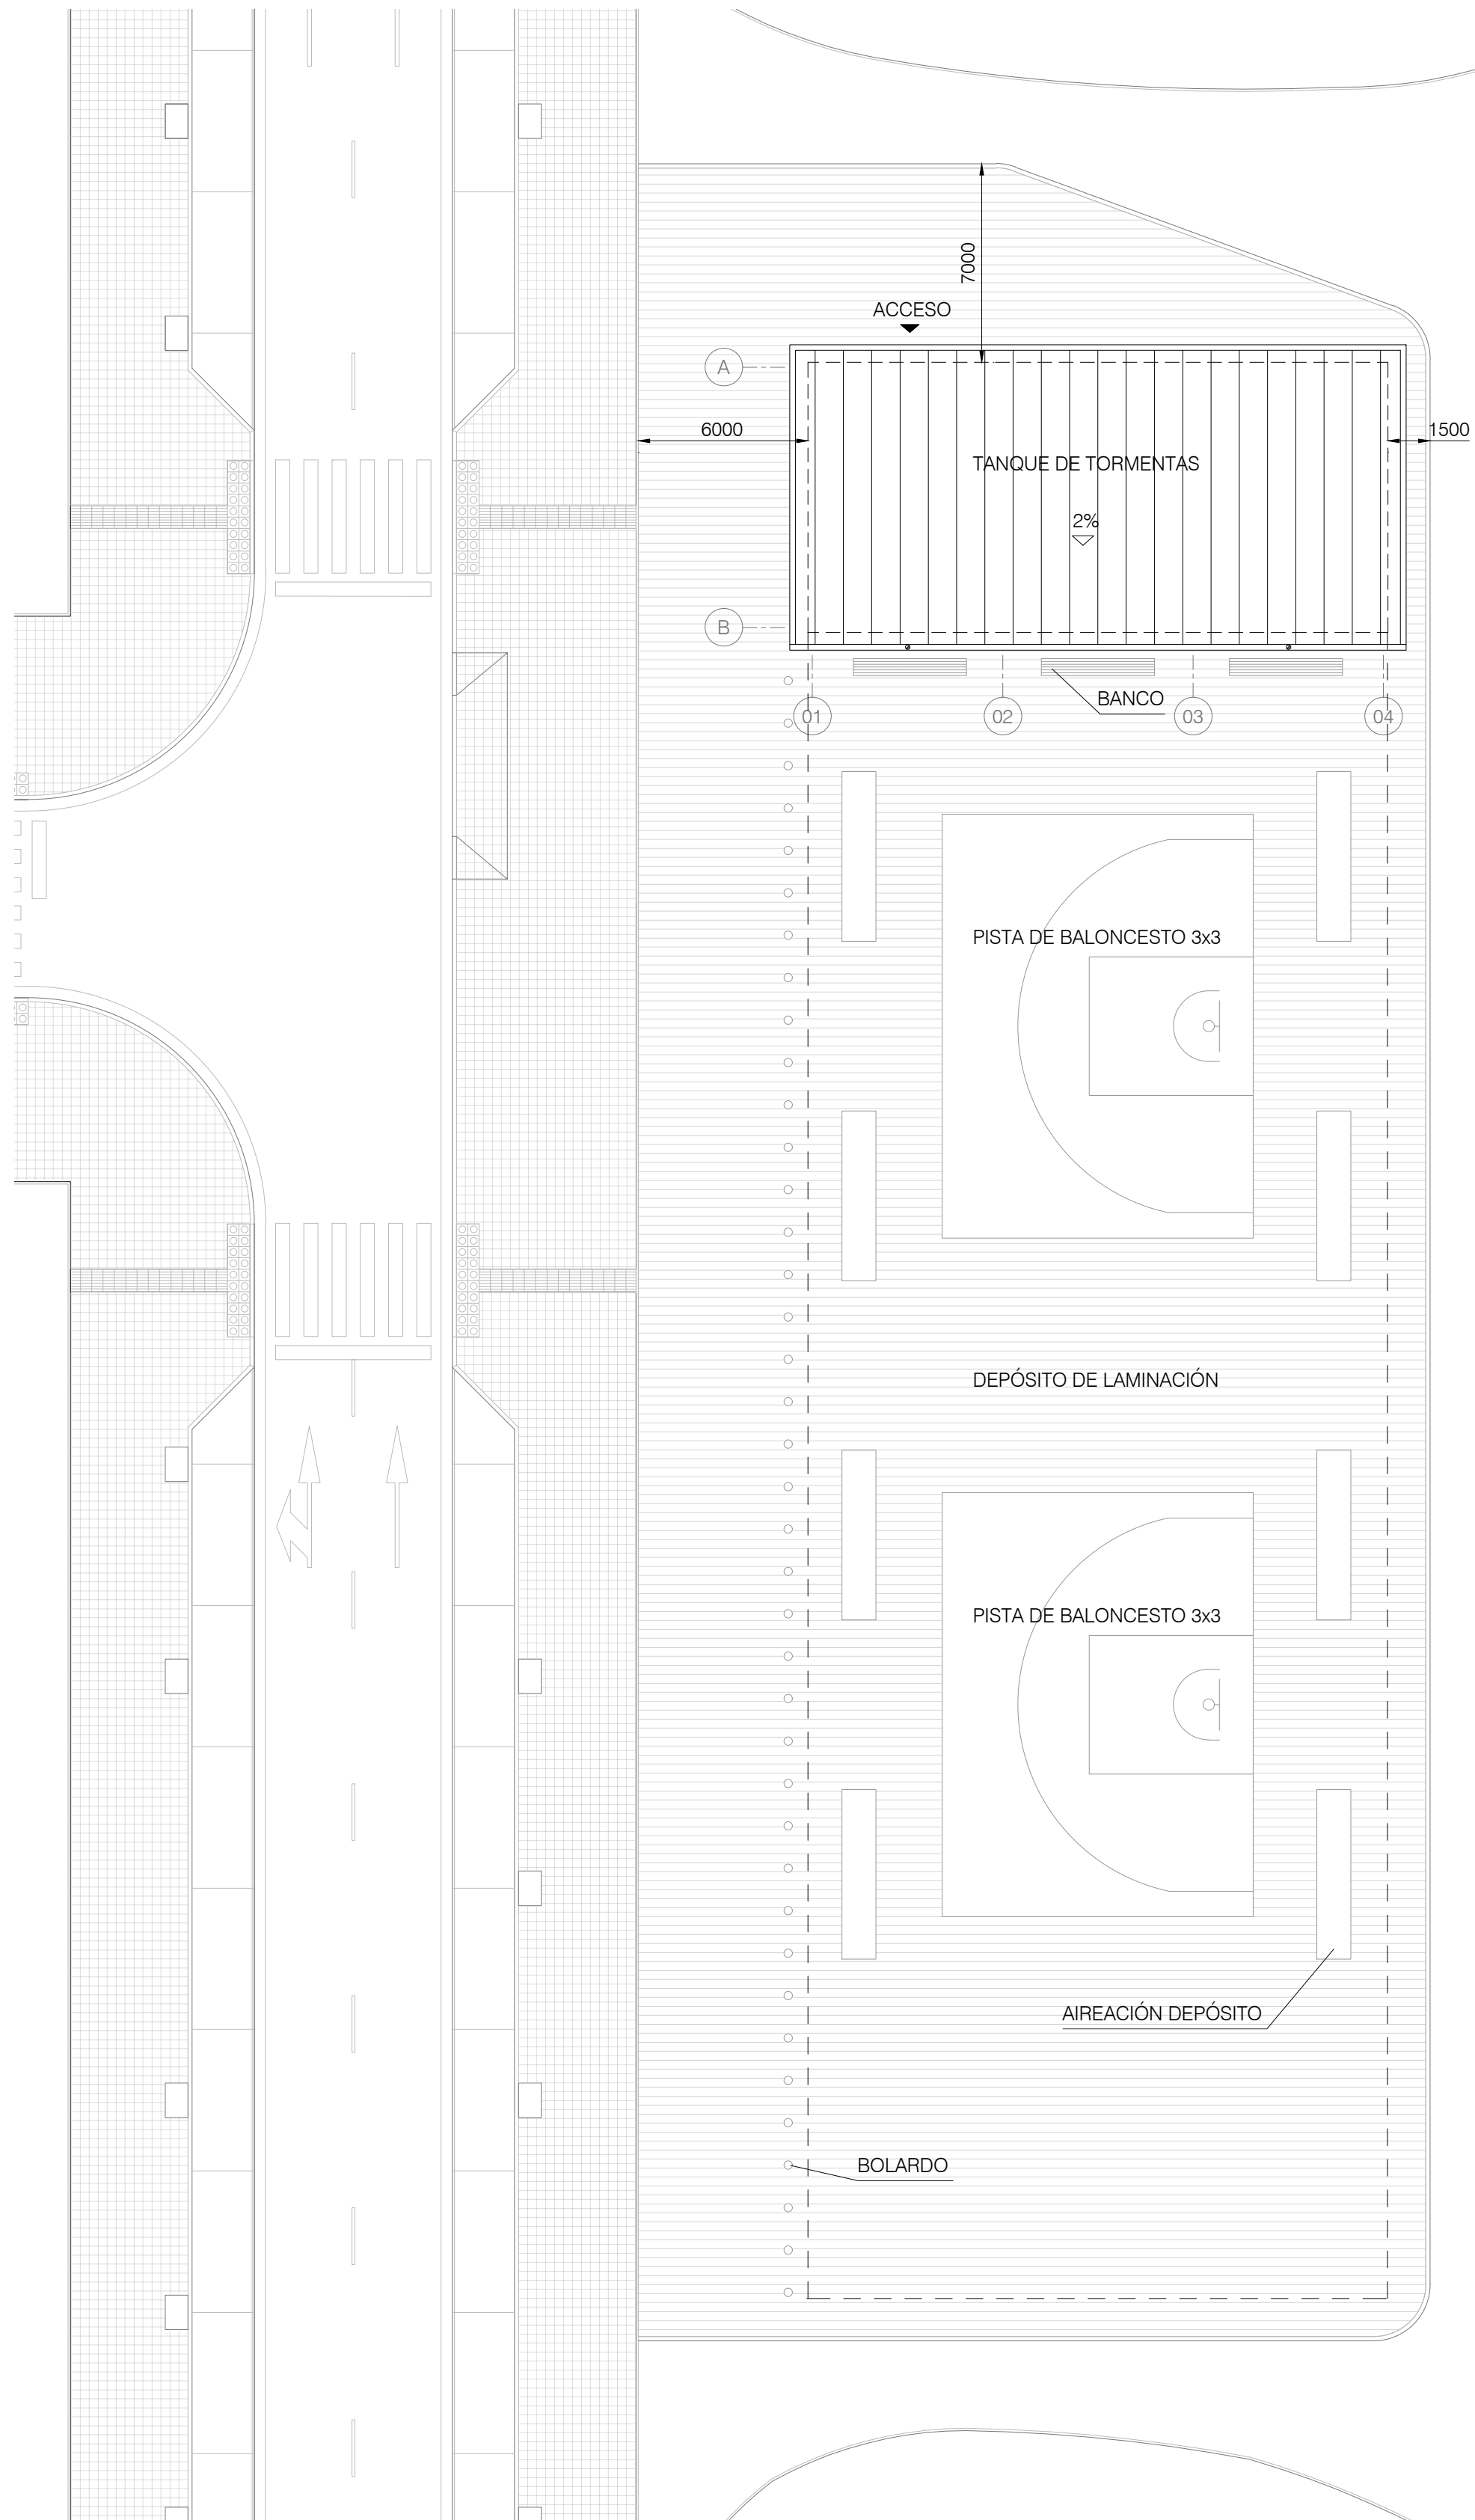 7000
ACCESO
A
6000
1500
TANQUE DE TORMENTAS
2%
B
BANCO
01
02
03
04
PISTA DE BALONCESTO 3x3
DEPÓSITO DE LAMINACIÓN
PISTA DE BALONCESTO 3x3
AIREACIÓN DEPÓSITO
BOLARDO